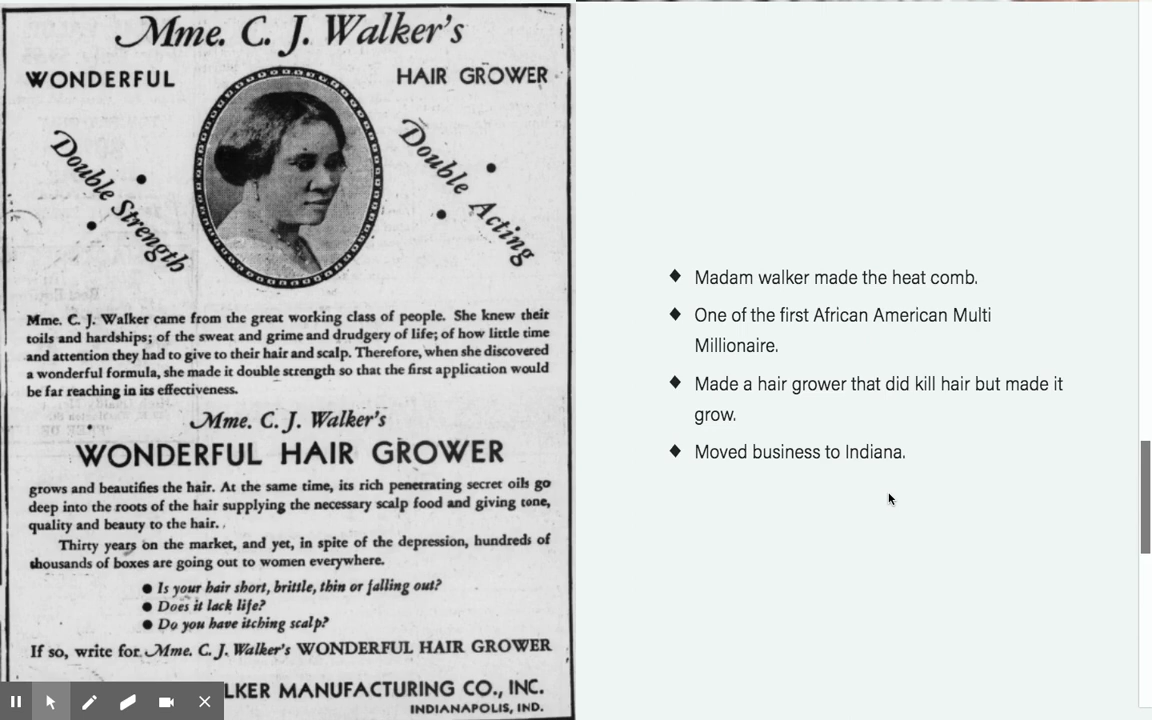 Mme. C. J. Walker's
WONDERFUL
HAIR GROWER
Double Strength
Double Acting
Mme. C. J. Walker came from the great working class of people. She knew their
toils and hardships; of the sweat and grime and drudgery of life; of how little time
and attention they had to give to their hair and scalp. Therefore, when she discovered
a wonderful formula, she made it double strength so that the first application would
be far reaching in its effectiveness.
Mme. C. J. Walker's
WONDERFUL HAIR GROWER
grows and beautifies the hair. At the same time, its rich penetrating secret oils go
deep into the roots of the hair supplying the necessary scalp food and giving tone,
quality and beauty to the hair.
Thirty years on the market, and yet, in spite of the depression, hundreds of
thousands of boxes are going out to women everywhere.
● Is your hair short, brittle, thin or falling out?
● Does it lack life?
● Do you have itching scalp?
If so, write for Mme. C. J. Walker's WONDERFUL HAIR GROWER
LKER MANUFACTURING CO., INC.
INDIANAPOLIS, IND.
♦ Madam walker made the heat comb.
♦ One of the first African American Multi
Millionaire.
♦ Made a hair grower that did kill hair but made it
grow.
♦ Moved business to Indiana.